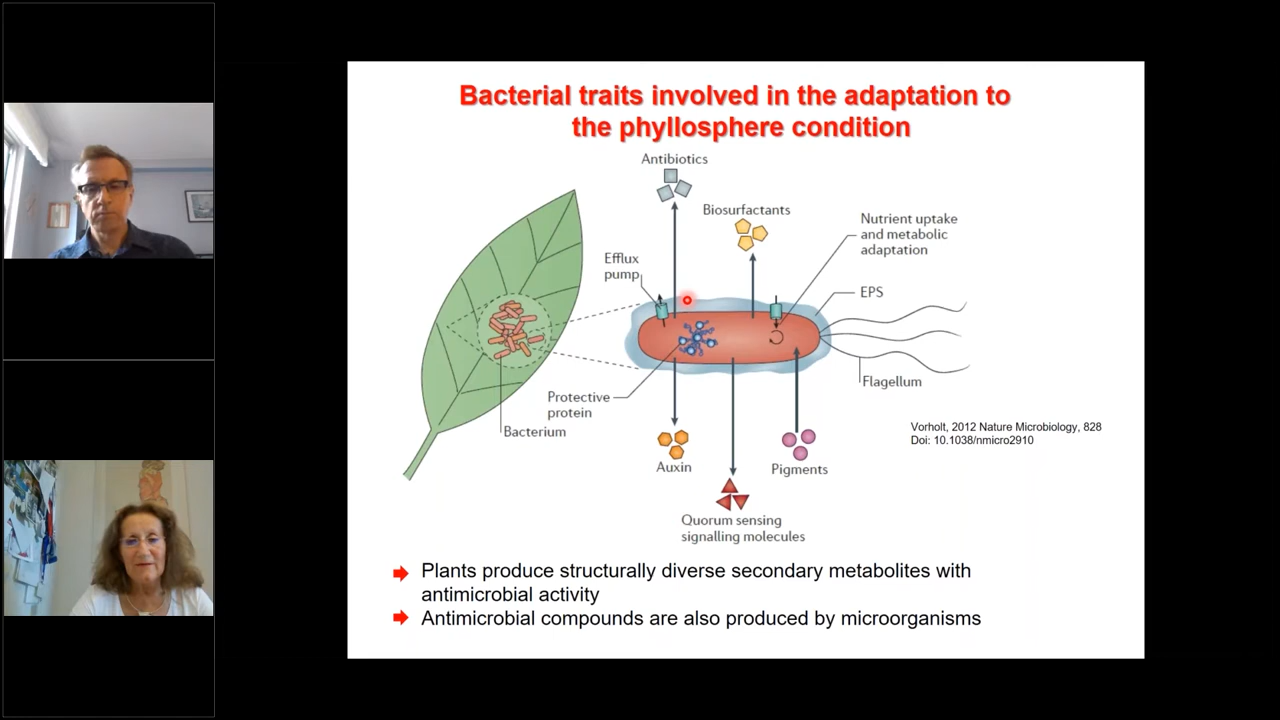 Bacterial traits involved in the adaptation to
the phyllosphere condition
Antibiotics
Biosurfactants
Nutrient uptake
and metabolic
adaptation
Efflux
pump
EPS
Flagellum
Protective
protein
Bacterium
Vorholt, 2012 Nature Microbiology, 828
Doi: 10.1038/nmicro2910
Auxin
Pigments
Quorum sensing
signalling molecules
Plants produce structurally diverse secondary metabolites with
antimicrobial activity
Antimicrobial compounds are also produced by microorganisms